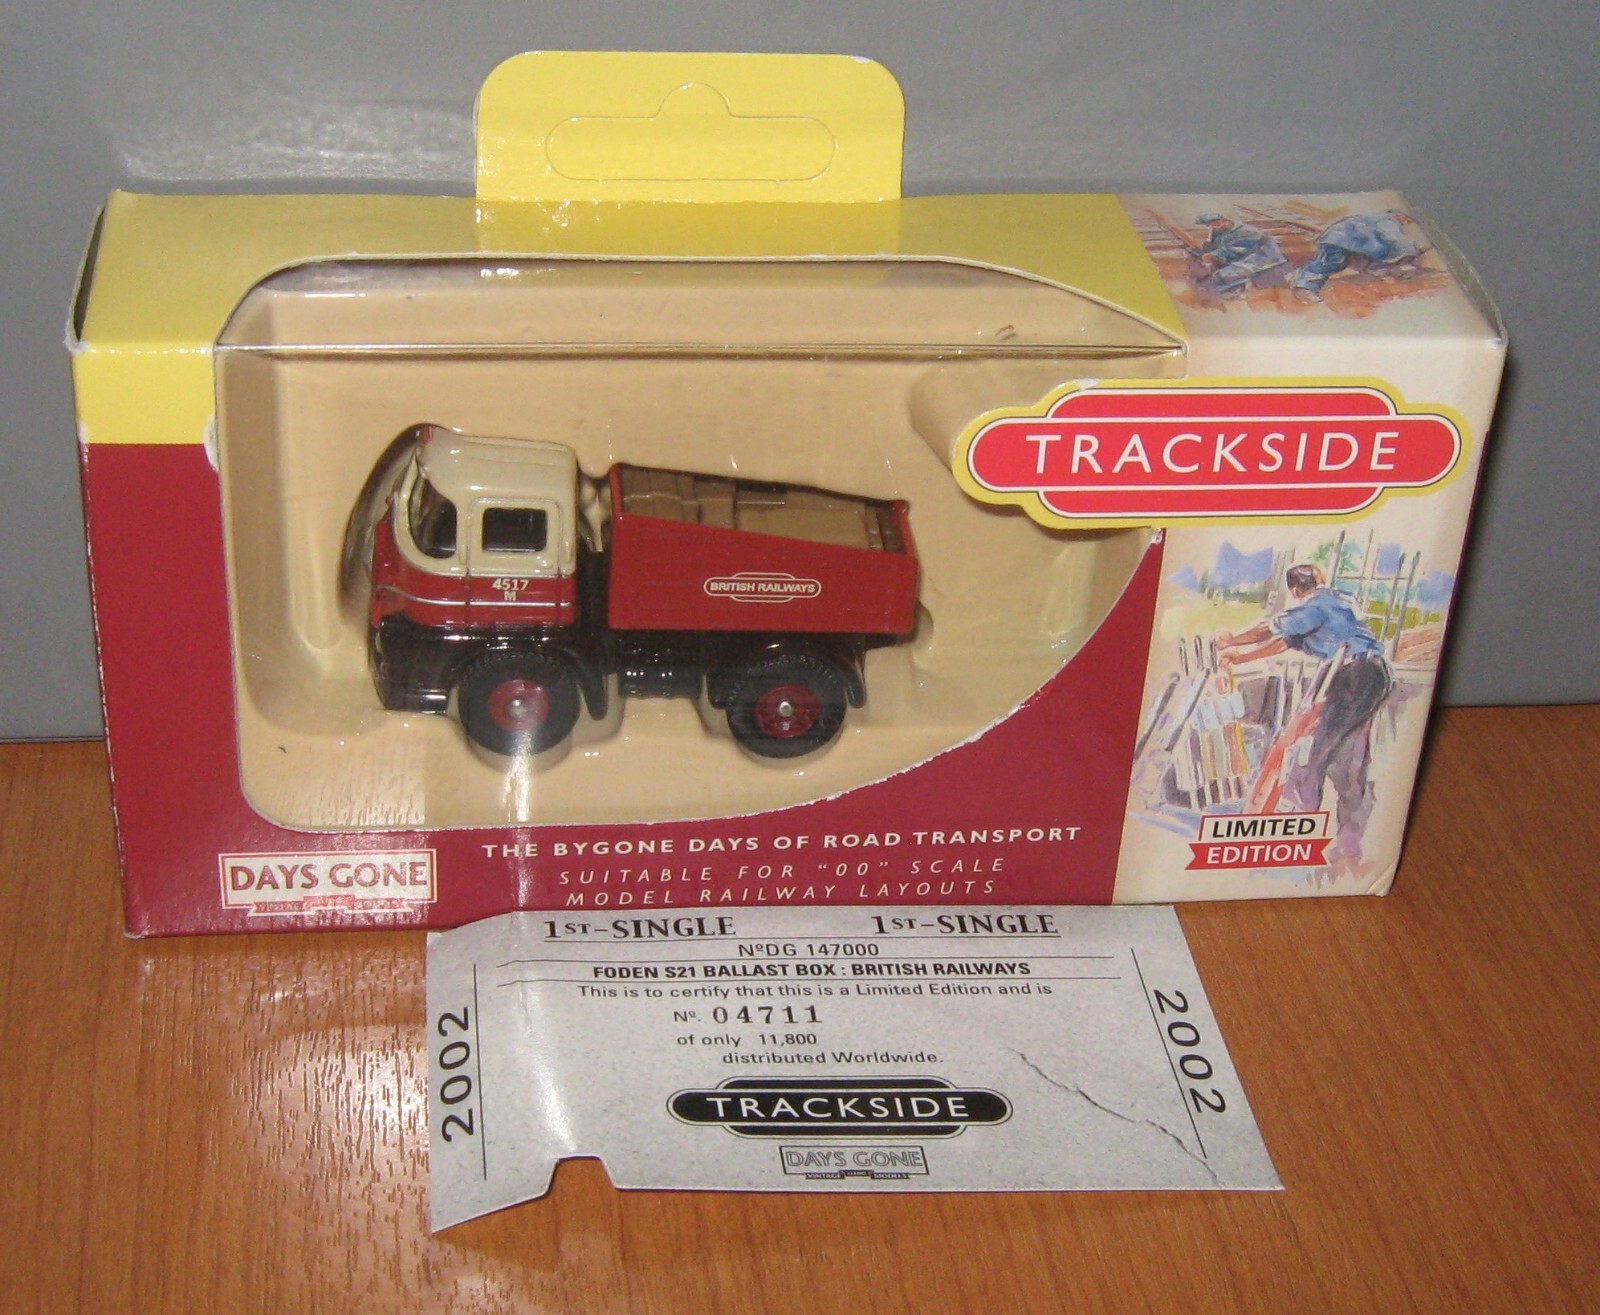 TRACKSIDE
4517
M
BRITISH RAILWAYS
LIMITED
EDITION
THE BYGONE DAYS OF ROAD TRANSPORT
SUITABLE FOR "00" SCALE
MODEL RAILWAY LAYOUTS
DAYS GONE
1ST-SINGLE 1ST-SINGLE
NºDG 147000
FODEN S21 BALLAST BOX : BRITISH RAILWAYS
This is to certify that this is a Limited Edition and is
Nº. 04711
of only 11,800
distributed Worldwide.
2002
2002
TRACKSIDE
DAYS GONE
VINTAGE LLEDO MODELS